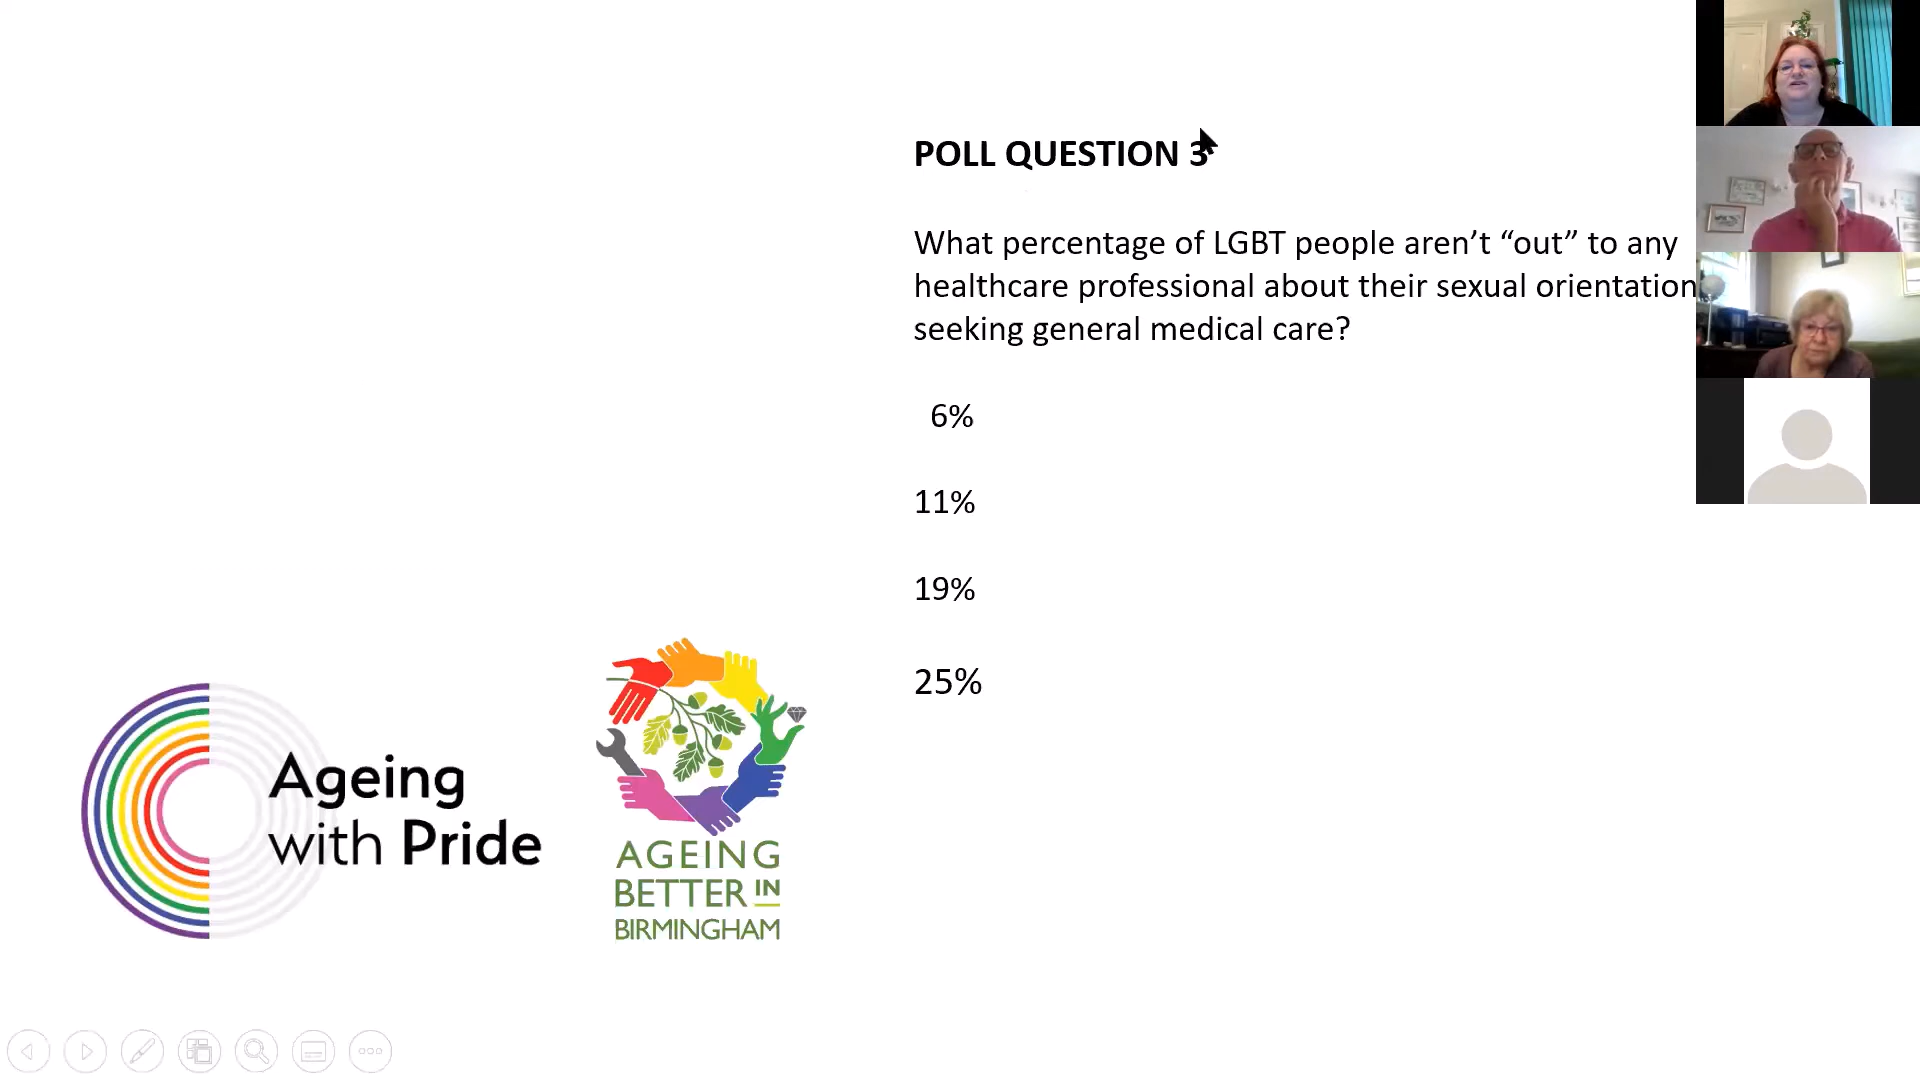 POLL QUESTION 3
What percentage of LGBT people aren’t “out” to any
healthcare professional about their sexual orientation
seeking general medical care?
6%
11%
19%
25%
Ageing
with Pride
AGEING
BETTER IN
BIRMINGHAM